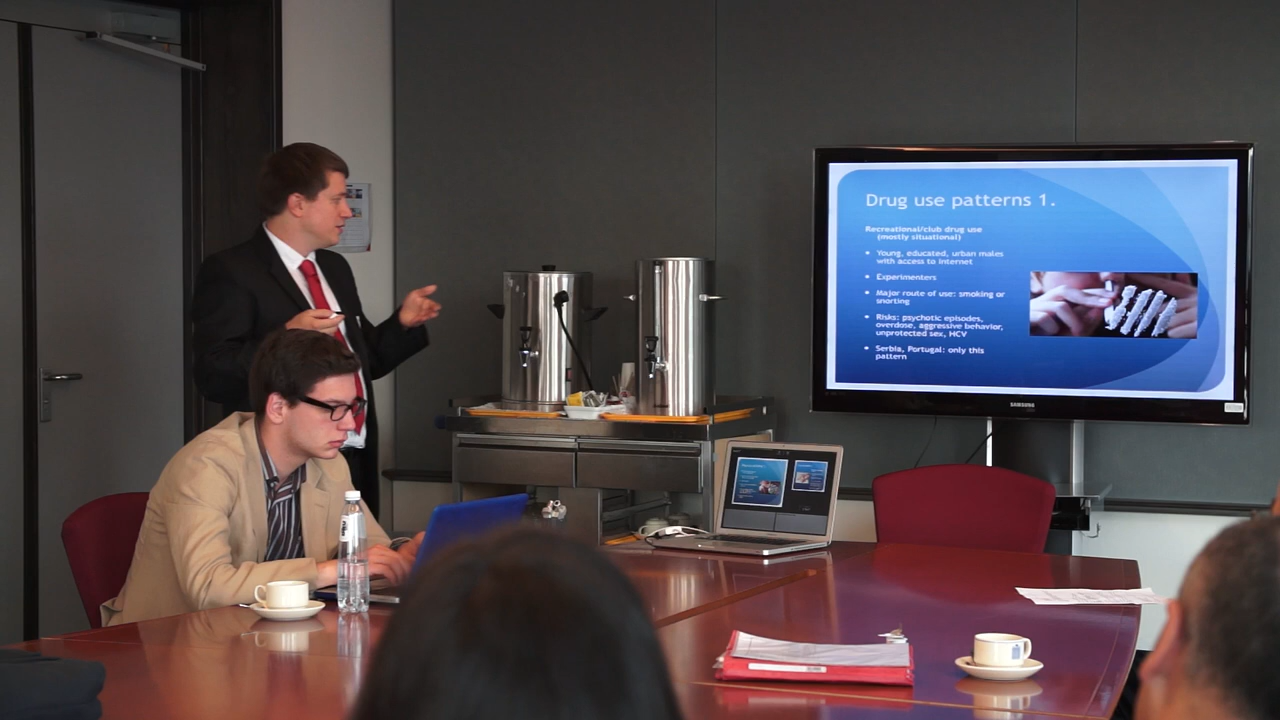 Drug use patterns 1.
Recreational/club drug use
(mostly situational)
• Young, educated, urban males
with access to internet
• Experimenters
• Major route of use: smoking or
snorting
• Risks: psychotic episodes,
overdose, aggressive behavior,
unprotected sex, HCV
• Serbia, Portugal: only this
pattern
SAMSUNG